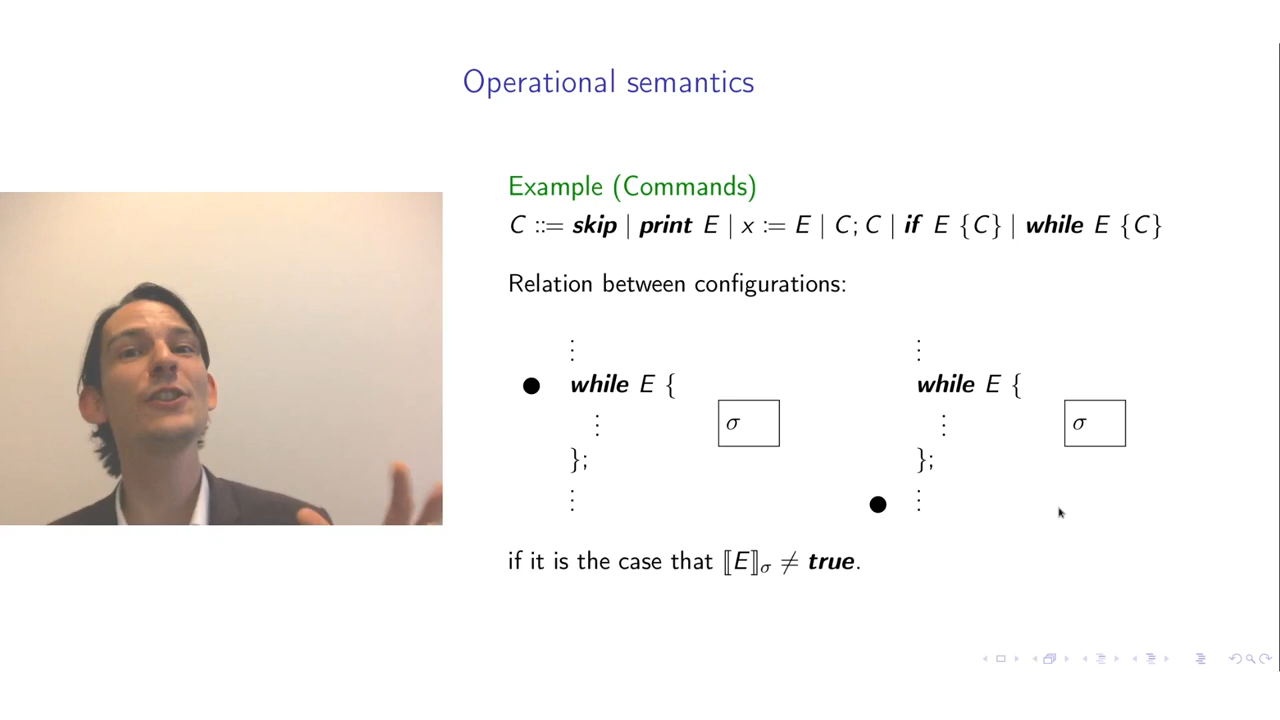 Operational semantics
Example (Commands)
C ::= skip | print E | x := E | C; C | if E {C} | while E {C}
Relation between configurations:
⋮ ⋮
● while E { while E {
⋮ σ ⋮ σ
}; };
⋮ ● ⋮
if it is the case that ⟦E⟧σ ≠ true.